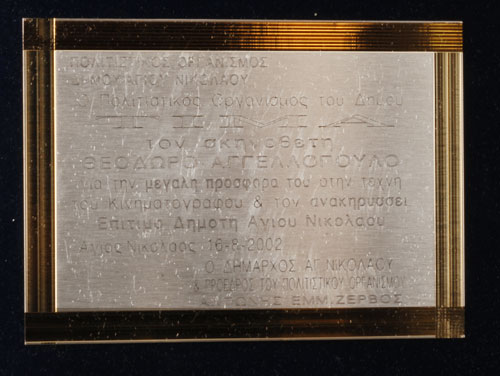 ΠΟΛΙΤΙΣΤΙΚΟΣ ΟΡΓΑΝΙΣΜΟΣ
ΔΗΜΟΥ ΑΓΙΟΥ ΝΙΚΟΛΑΟΥ
Ο Πολιτιστικός Οργανισμός του Δήμου
ΤΙΜΑ
τον σκηνοθέτη
ΘΕΟΔΩΡΟ ΑΓΓΕΛΛΟΠΟΥΛΟ
για την μεγάλη προσφορά του στην τέχνη
του Κινηματογράφου & τον ανακηρύσσει
Επίτιμο Δημότη Αγίου Νικολάου
Άγιος Νικόλαος 16-8-2002
Ο ΔΗΜΑΡΧΟΣ ΑΓ. ΝΙΚΟΛΑΟΥ
& ΠΡΟΕΔΡΟΣ ΤΟΥ ΠΟΛΙΤΙΣΤΙΚΟΥ ΟΡΓΑΝΙΣΜΟΥ
ΑΝΤΩΝΗΣ ΕΜΜ. ΖΕΡΒΟΣ